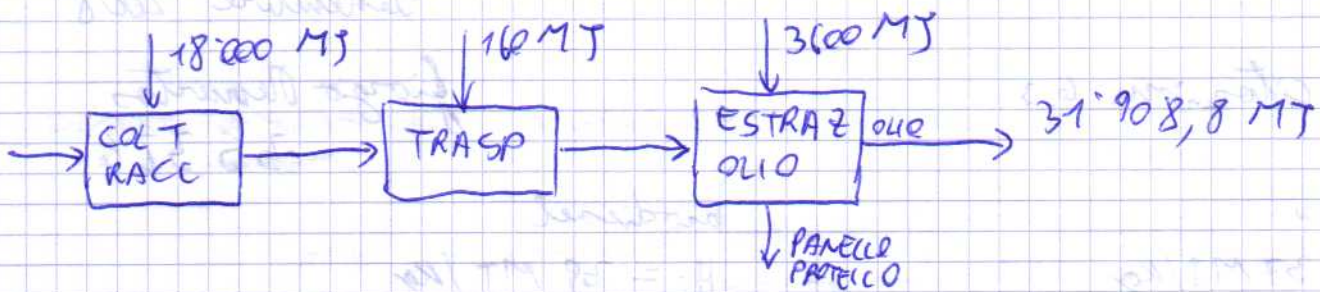 18'000 MJ
160 MJ
3600 MJ
COLT
RACC
TRASP
ESTRAZ
OLIO
OLIO
31'908,8 MJ
PANELLO
PROTEICO